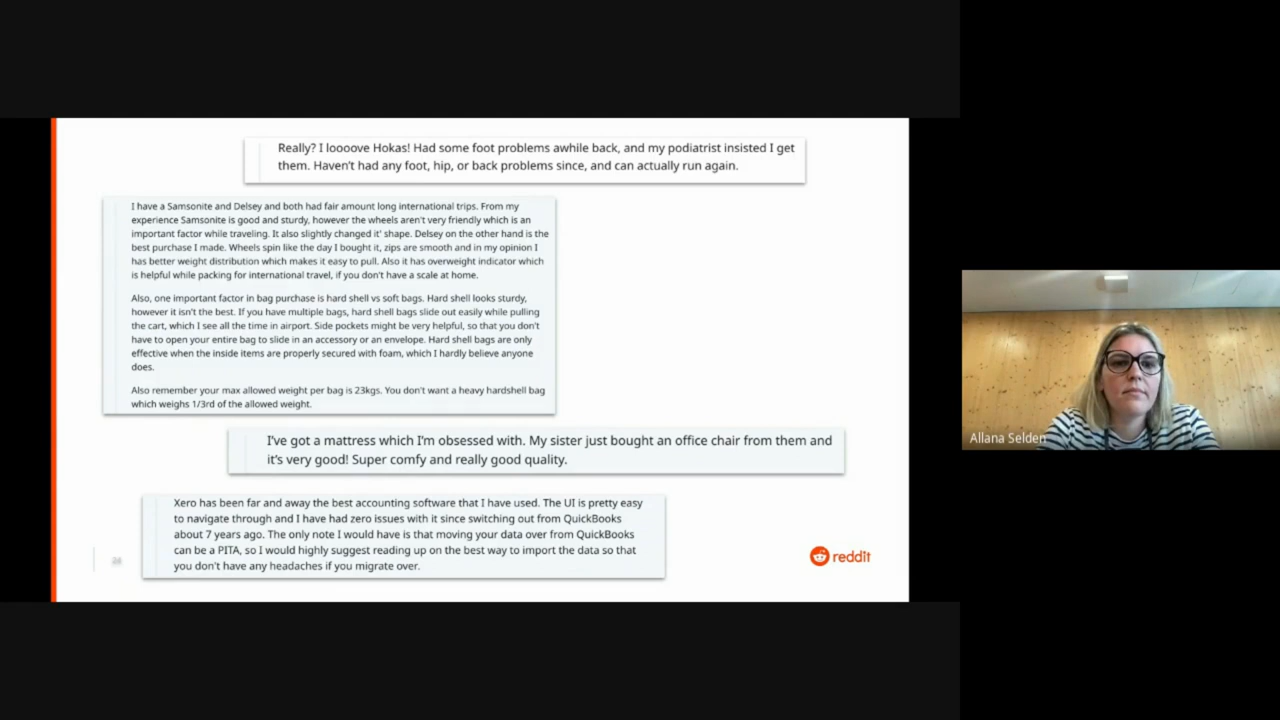 Really? I loooove Hokas! Had some foot problems awhile back, and my podiatrist insisted I get
them. Haven't had any foot, hip, or back problems since, and can actually run again.
I have a Samsonite and Delsey and both had fair amount long international trips. From my
experience Samsonite is good and sturdy, however the wheels aren't very friendly which is an
important factor while traveling. It also slightly changed it' shape. Delsey on the other hand is the
best purchase I made. Wheels spin like the day I bought it, zips are smooth and in my opinion I
has better weight distribution which makes it easy to pull. Also it has overweight indicator which
is helpful while packing for international travel, if you don't have a scale at home.
Also, one important factor in bag purchase is hard shell vs soft bags. Hard shell looks sturdy,
however it isn't the best. If you have multiple bags, hard shell bags slide out easily while pulling
the cart, which I see all the time in airport. Side pockets might be very helpful, so that you don't
have to open your entire bag to slide in an accessory or an envelope. Hard shell bags are only
effective when the inside items are properly secured with foam, which I hardly believe anyone
does.
Also remember your max allowed weight per bag is 23kgs. You don't want a heavy hardshell bag
which weighs 1/3rd of the allowed weight.
I've got a mattress which I'm obsessed with. My sister just bought an office chair from them and
it's very good! Super comfy and really good quality.
Xero has been far and away the best accounting software that I have used. The UI is pretty easy
to navigate through and I have had zero issues with it since switching out from QuickBooks
about 7 years ago. The only note I would have is that moving your data over from QuickBooks
can be a PITA, so I would highly suggest reading up on the best way to import the data so that
you don't have any headaches if you migrate over.
reddit
Allana Selden